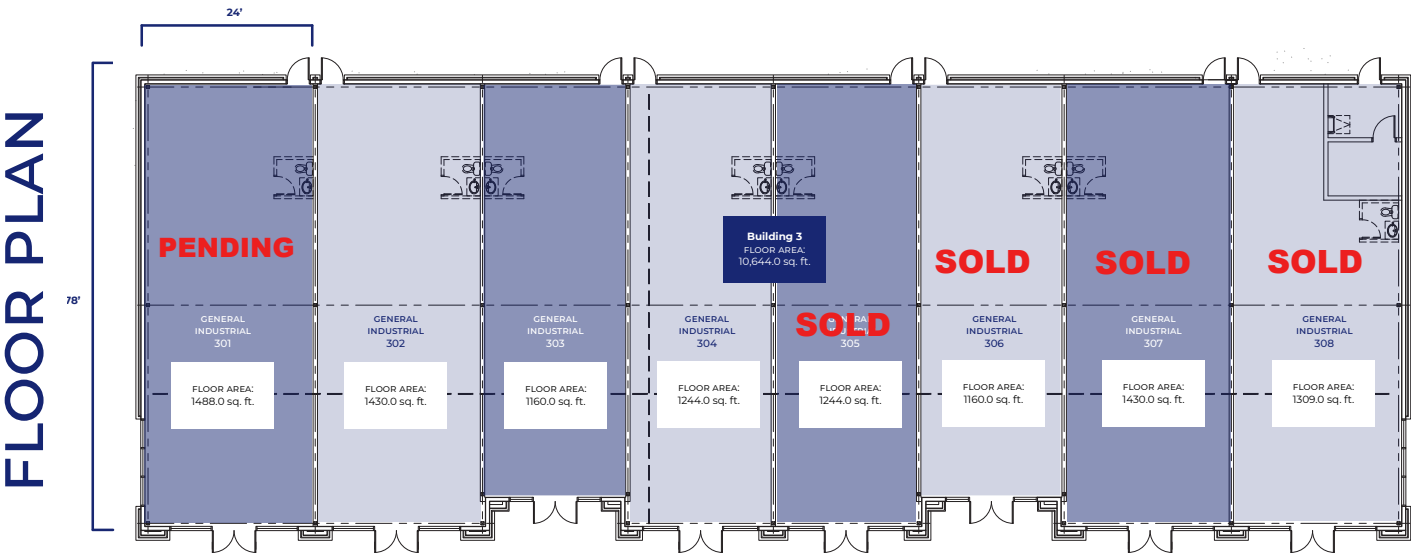 FLOOR PLAN
24'
78'
PENDING
Building 3
FLOOR AREA:
10,644.0 sq. ft.
SOLD
SOLD
SOLD
SOLD
GENERAL
INDUSTRIAL
301
FLOOR AREA:
1488.0 sq. ft.
GENERAL
INDUSTRIAL
302
FLOOR AREA:
1430.0 sq. ft.
GENERAL
INDUSTRIAL
303
FLOOR AREA:
1160.0 sq. ft.
GENERAL
INDUSTRIAL
304
FLOOR AREA:
1244.0 sq. ft.
305
FLOOR AREA:
1244.0 sq. ft.
GENERAL
INDUSTRIAL
306
FLOOR AREA:
1160.0 sq. ft.
GENERAL
INDUSTRIAL
307
FLOOR AREA:
1430.0 sq. ft.
GENERAL
INDUSTRIAL
308
FLOOR AREA:
1309.0 sq. ft.